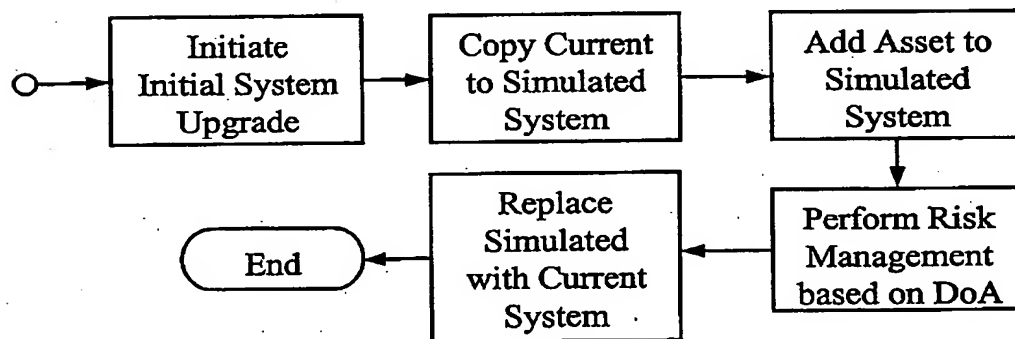 Initiate
Initial System
Upgrade
Copy Current
to Simulated
System
Add Asset to
Simulated
System
Perform Risk
Management
based on DoA
Replace
Simulated
with Current
System
End